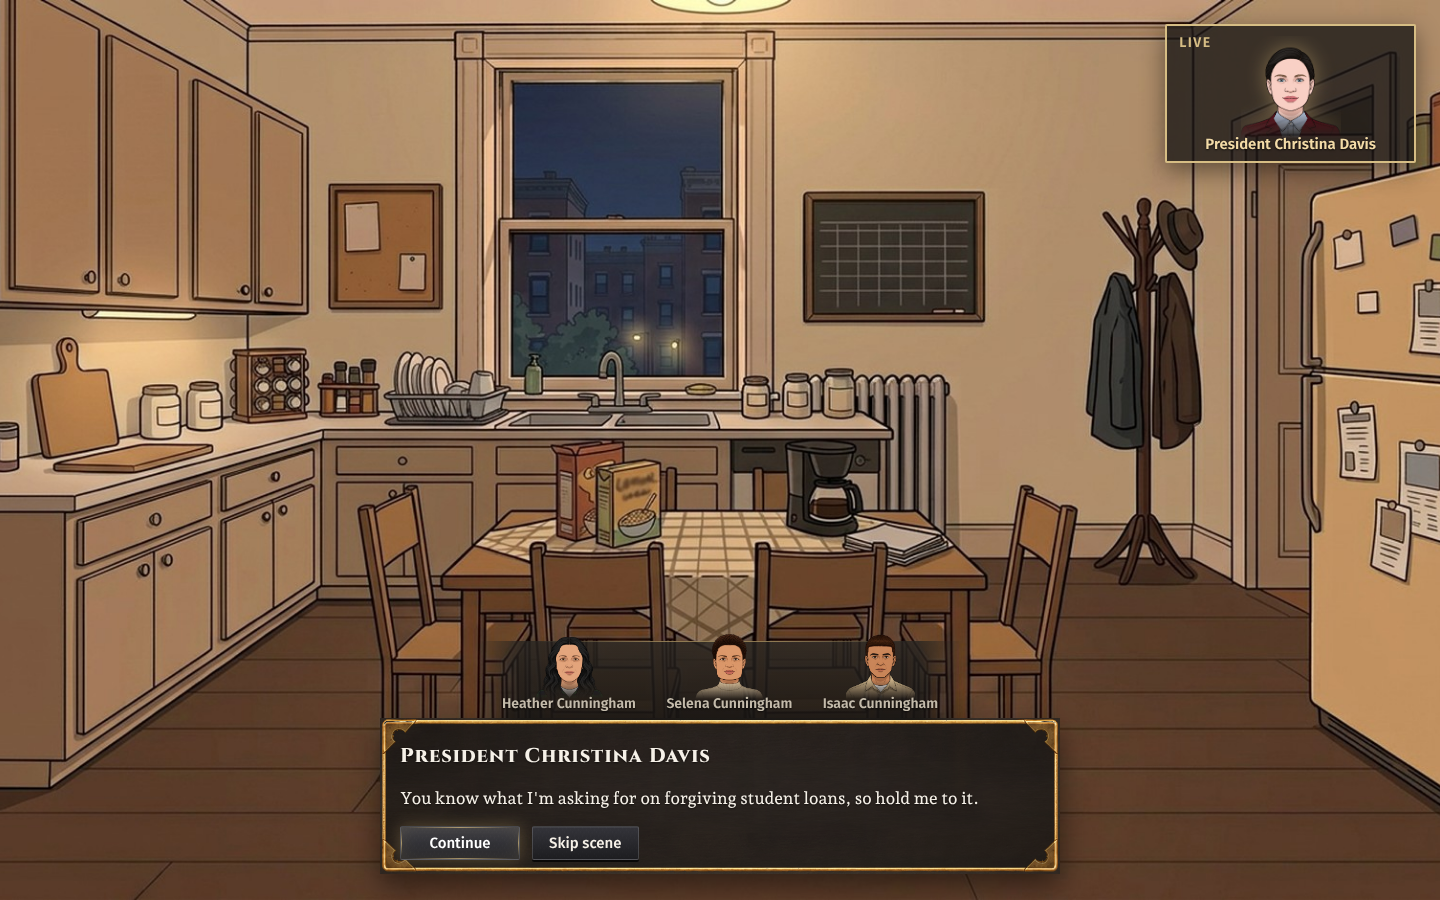 LIVE
President Christina Davis
Heather Cunningham
Selena Cunningham
Isaac Cunningham
President Christina Davis
You know what I'm asking for on forgiving student loans, so hold me to it.
Continue
Skip scene